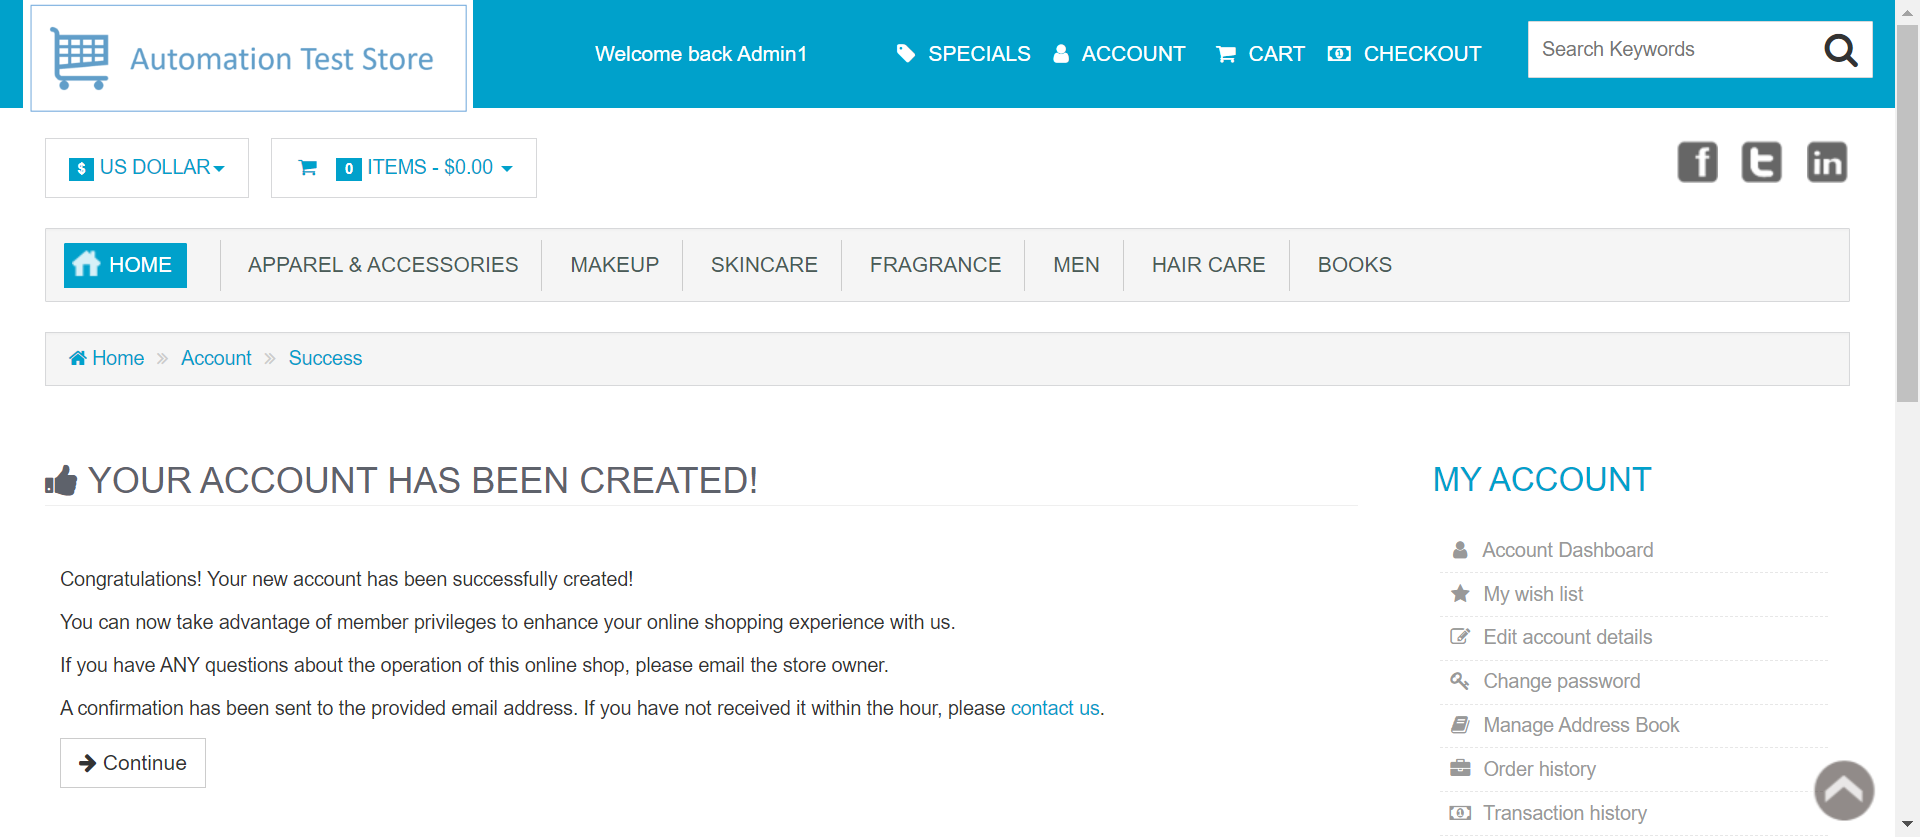 Automation Test Store
Welcome back Admin1
SPECIALS
ACCOUNT
CART
CHECKOUT
Search Keywords
$ US DOLLAR
0 ITEMS - $0.00
f
t
in
HOME
APPAREL & ACCESSORIES
MAKEUP
SKINCARE
FRAGRANCE
MEN
HAIR CARE
BOOKS
Home » Account » Success
YOUR ACCOUNT HAS BEEN CREATED!
Congratulations! Your new account has been successfully created!
You can now take advantage of member privileges to enhance your online shopping experience with us.
If you have ANY questions about the operation of this online shop, please email the store owner.
A confirmation has been sent to the provided email address. If you have not received it within the hour, please contact us.
Continue
MY ACCOUNT
Account Dashboard
My wish list
Edit account details
Change password
Manage Address Book
Order history
Transaction history